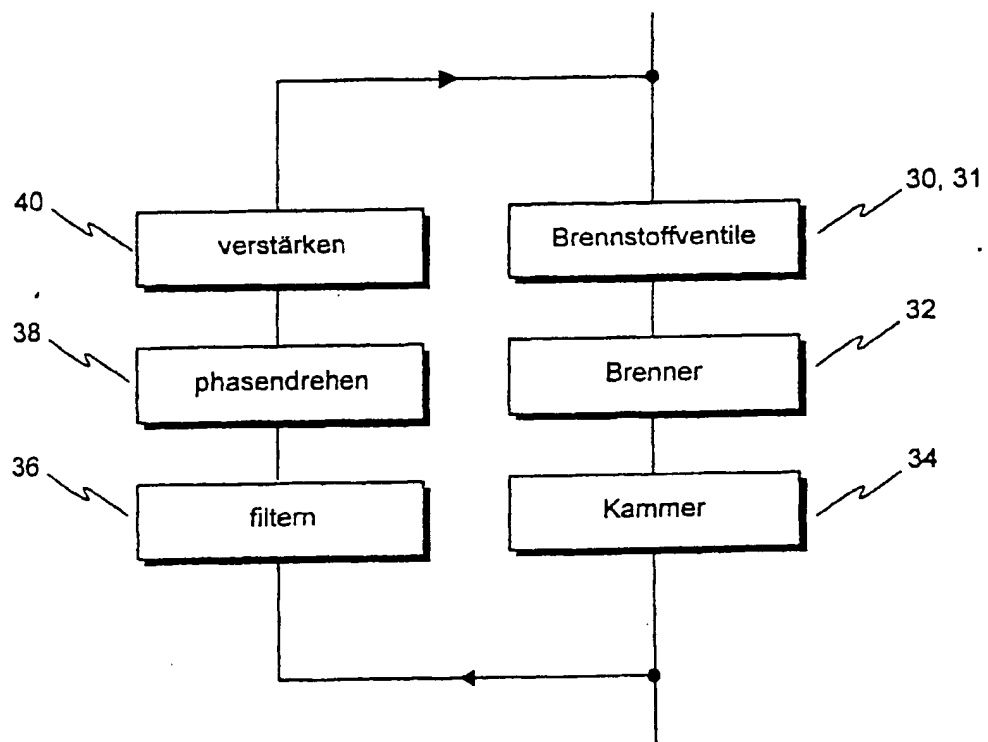 40
verstärken
Brennstoffventile
30, 31
38
phasendrehen
Brenner
32
36
filtern
Kammer
34